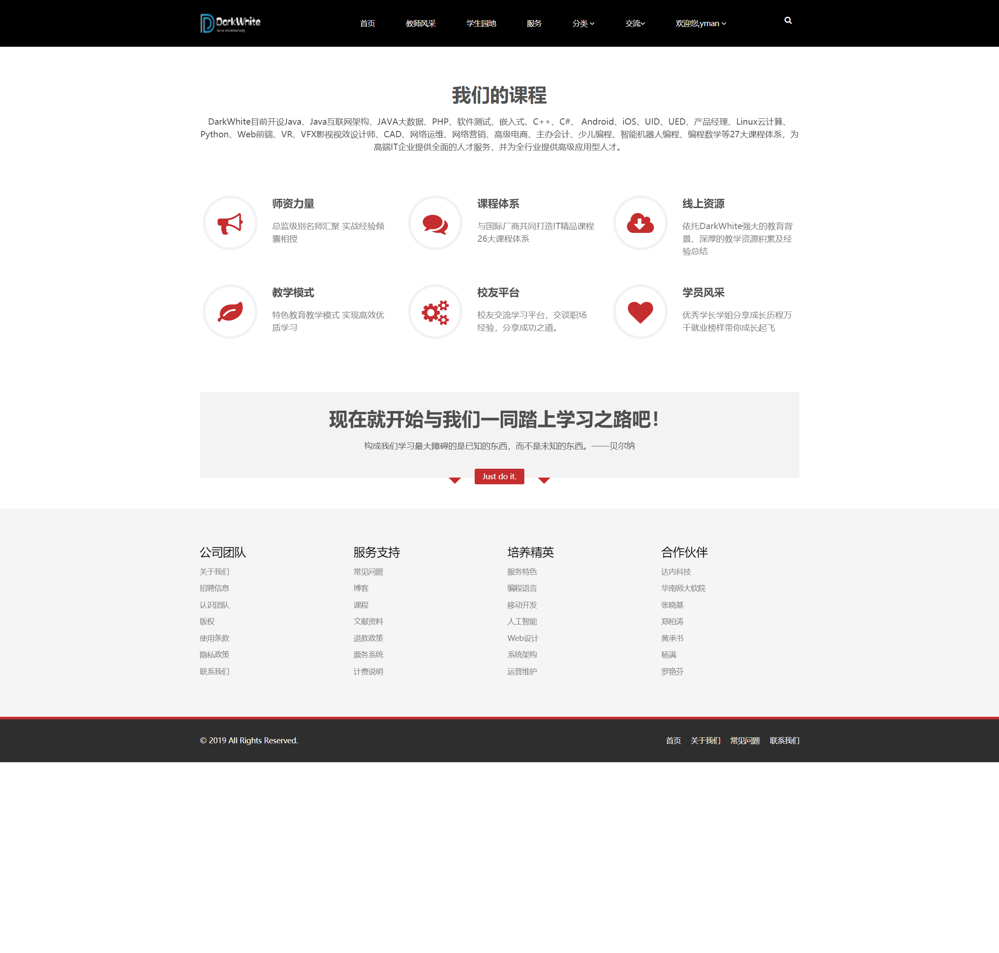 DarkWhite
Serve wholeheartedly
首页 教师风采 学生园地 服务 分类 交流 欢迎您,yman
我们的课程
DarkWhite目前开设Java、Java互联网架构、JAVA大数据、PHP、软件测试、嵌入式、C++、C#、 Android、iOS、UID、UED、产品经理、Linux云计算、
Python、Web前端、VR、VFX影视视效设计师、CAD、网络运维、网络营销、高级电商、主办会计、少儿编程、智能机器人编程、编程数学等27大课程体系，为
高端IT企业提供全面的人才服务，并为全行业提供高级应用型人才。
师资力量
总监级别名师汇聚 实战经验倾
囊相授
课程体系
与国际厂商共同打造IT精品课程
26大课程体系
线上资源
依托DarkWhite强大的教育背
景、深厚的教学资源积累及经
验总结
教学模式
特色教育教学模式 实现高效优
质学习
校友平台
校友交流学习平台，交谈职场
经验，分享成功之道。
学员风采
优秀学长学姐分享成长历程万
千就业榜样带你成长起飞
现在就开始与我们一同踏上学习之路吧！
构成我们学习最大障碍的是已知的东西，而不是未知的东西。——贝尔纳
Just do it.
公司团队
关于我们
招聘信息
认识团队
版权
使用条款
隐私政策
联系我们
服务支持
常见问题
博客
课程
文献资料
退款政策
票务系统
计费说明
培养精英
服务特色
编程语言
移动开发
人工智能
Web设计
系统架构
运营维护
合作伙伴
达内科技
华南师大软院
张晓基
郑柏涛
黄承书
杨满
罗艳芬
© 2019 All Rights Reserved.
首页 关于我们 常见问题 联系我们